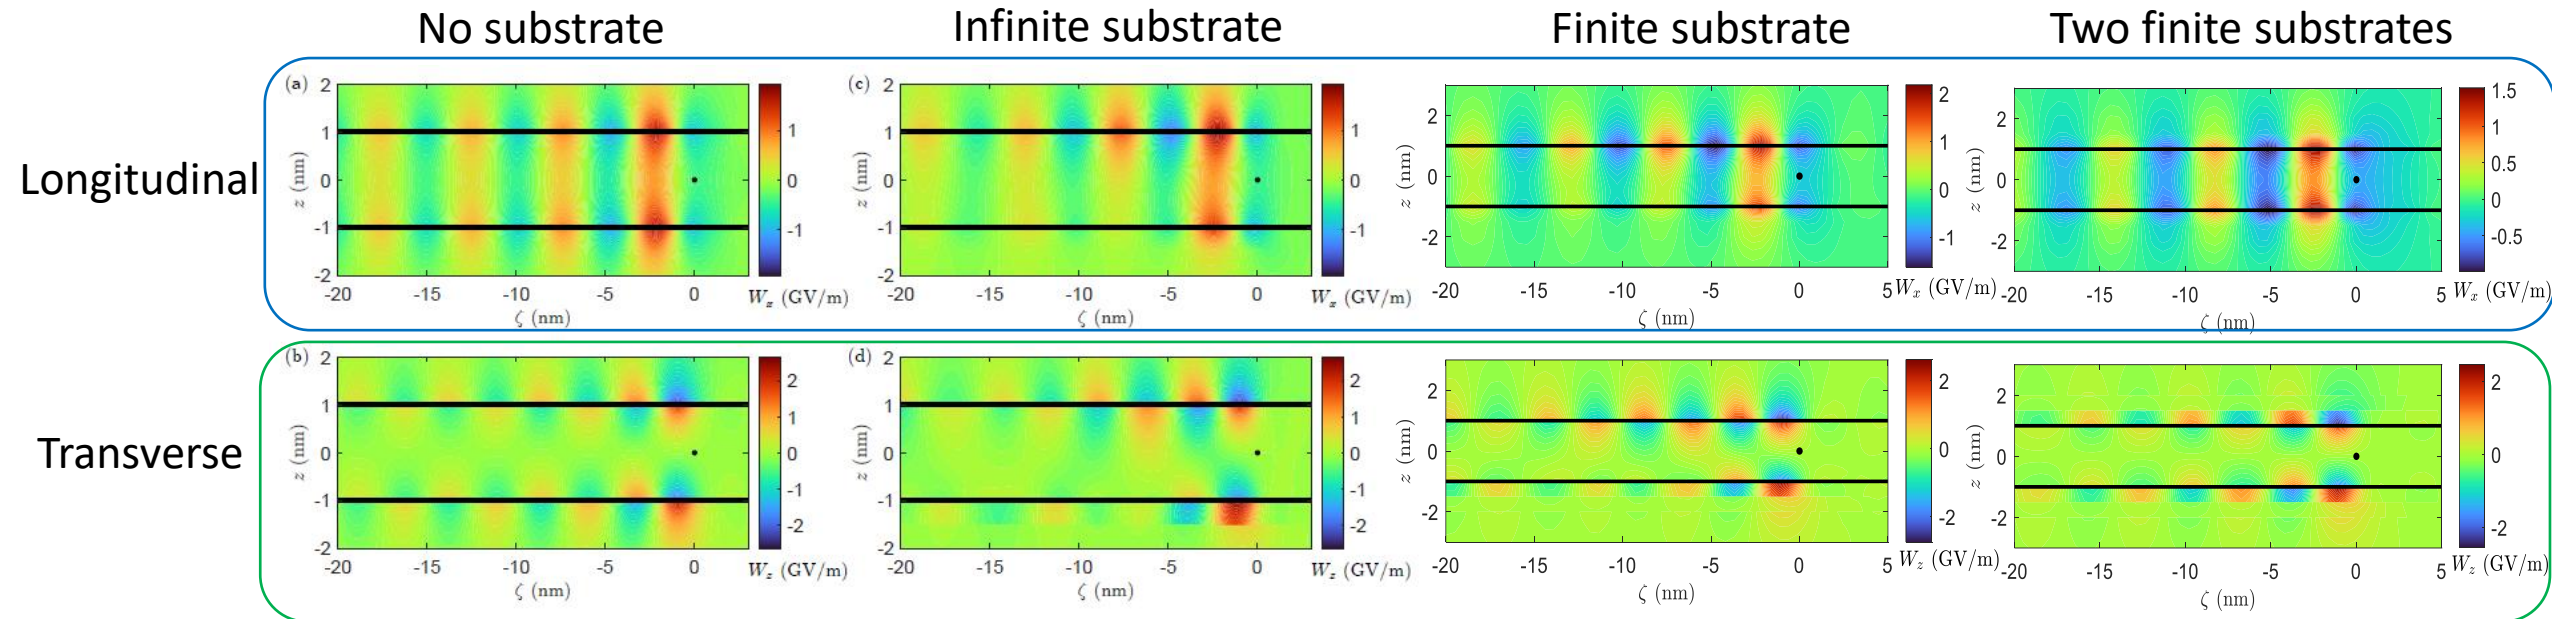 No substrate
Infinite substrate
Finite substrate
Two finite substrates
Longitudinal
(a)
2
1
0
-1
-2
z (nm)
-20 -15 -10 -5 0
ζ (nm)
1
0
-1
W_x (GV/m)
(c)
2
1
0
-1
-2
z (nm)
-20 -15 -10 -5 0
ζ (nm)
1
0
-1
W_x (GV/m)
2
0
-2
z (nm)
-20 -15 -10 -5 0 5
ζ (nm)
2
1
0
-1
W_x (GV/m)
2
0
-2
z (nm)
-20 -15 -10 -5 0 5
ζ (nm)
1.5
1
0.5
0
-0.5
W_x (GV/m)
Transverse
(b)
2
1
0
-1
-2
z (nm)
-20 -15 -10 -5 0
ζ (nm)
2
1
0
-1
-2
W_z (GV/m)
(d)
2
1
0
-1
-2
z (nm)
-20 -15 -10 -5 0
ζ (nm)
2
1
0
-1
-2
W_z (GV/m)
2
0
-2
z (nm)
-20 -15 -10 -5 0 5
ζ (nm)
2
0
-2
W_z (GV/m)
2
0
-2
z (nm)
-20 -15 -10 -5 0 5
ζ (nm)
2
0
-2
W_z (GV/m)